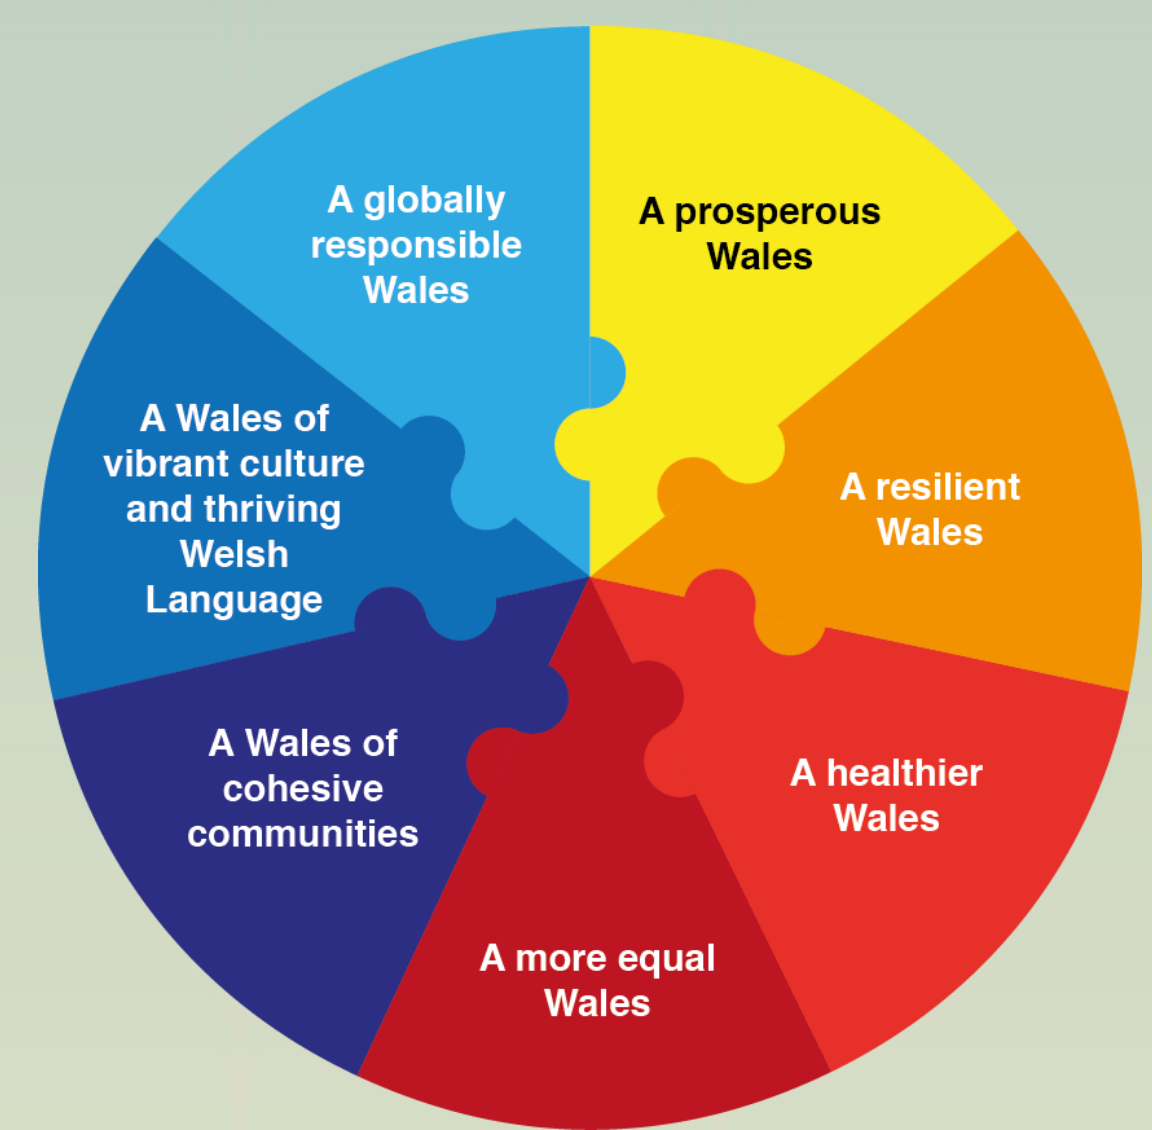 A prosperous
Wales
A resilient
Wales
A healthier
Wales
A more equal
Wales
A Wales of
cohesive
communities
A Wales of
vibrant culture
and thriving
Welsh
Language
A globally
responsible
Wales